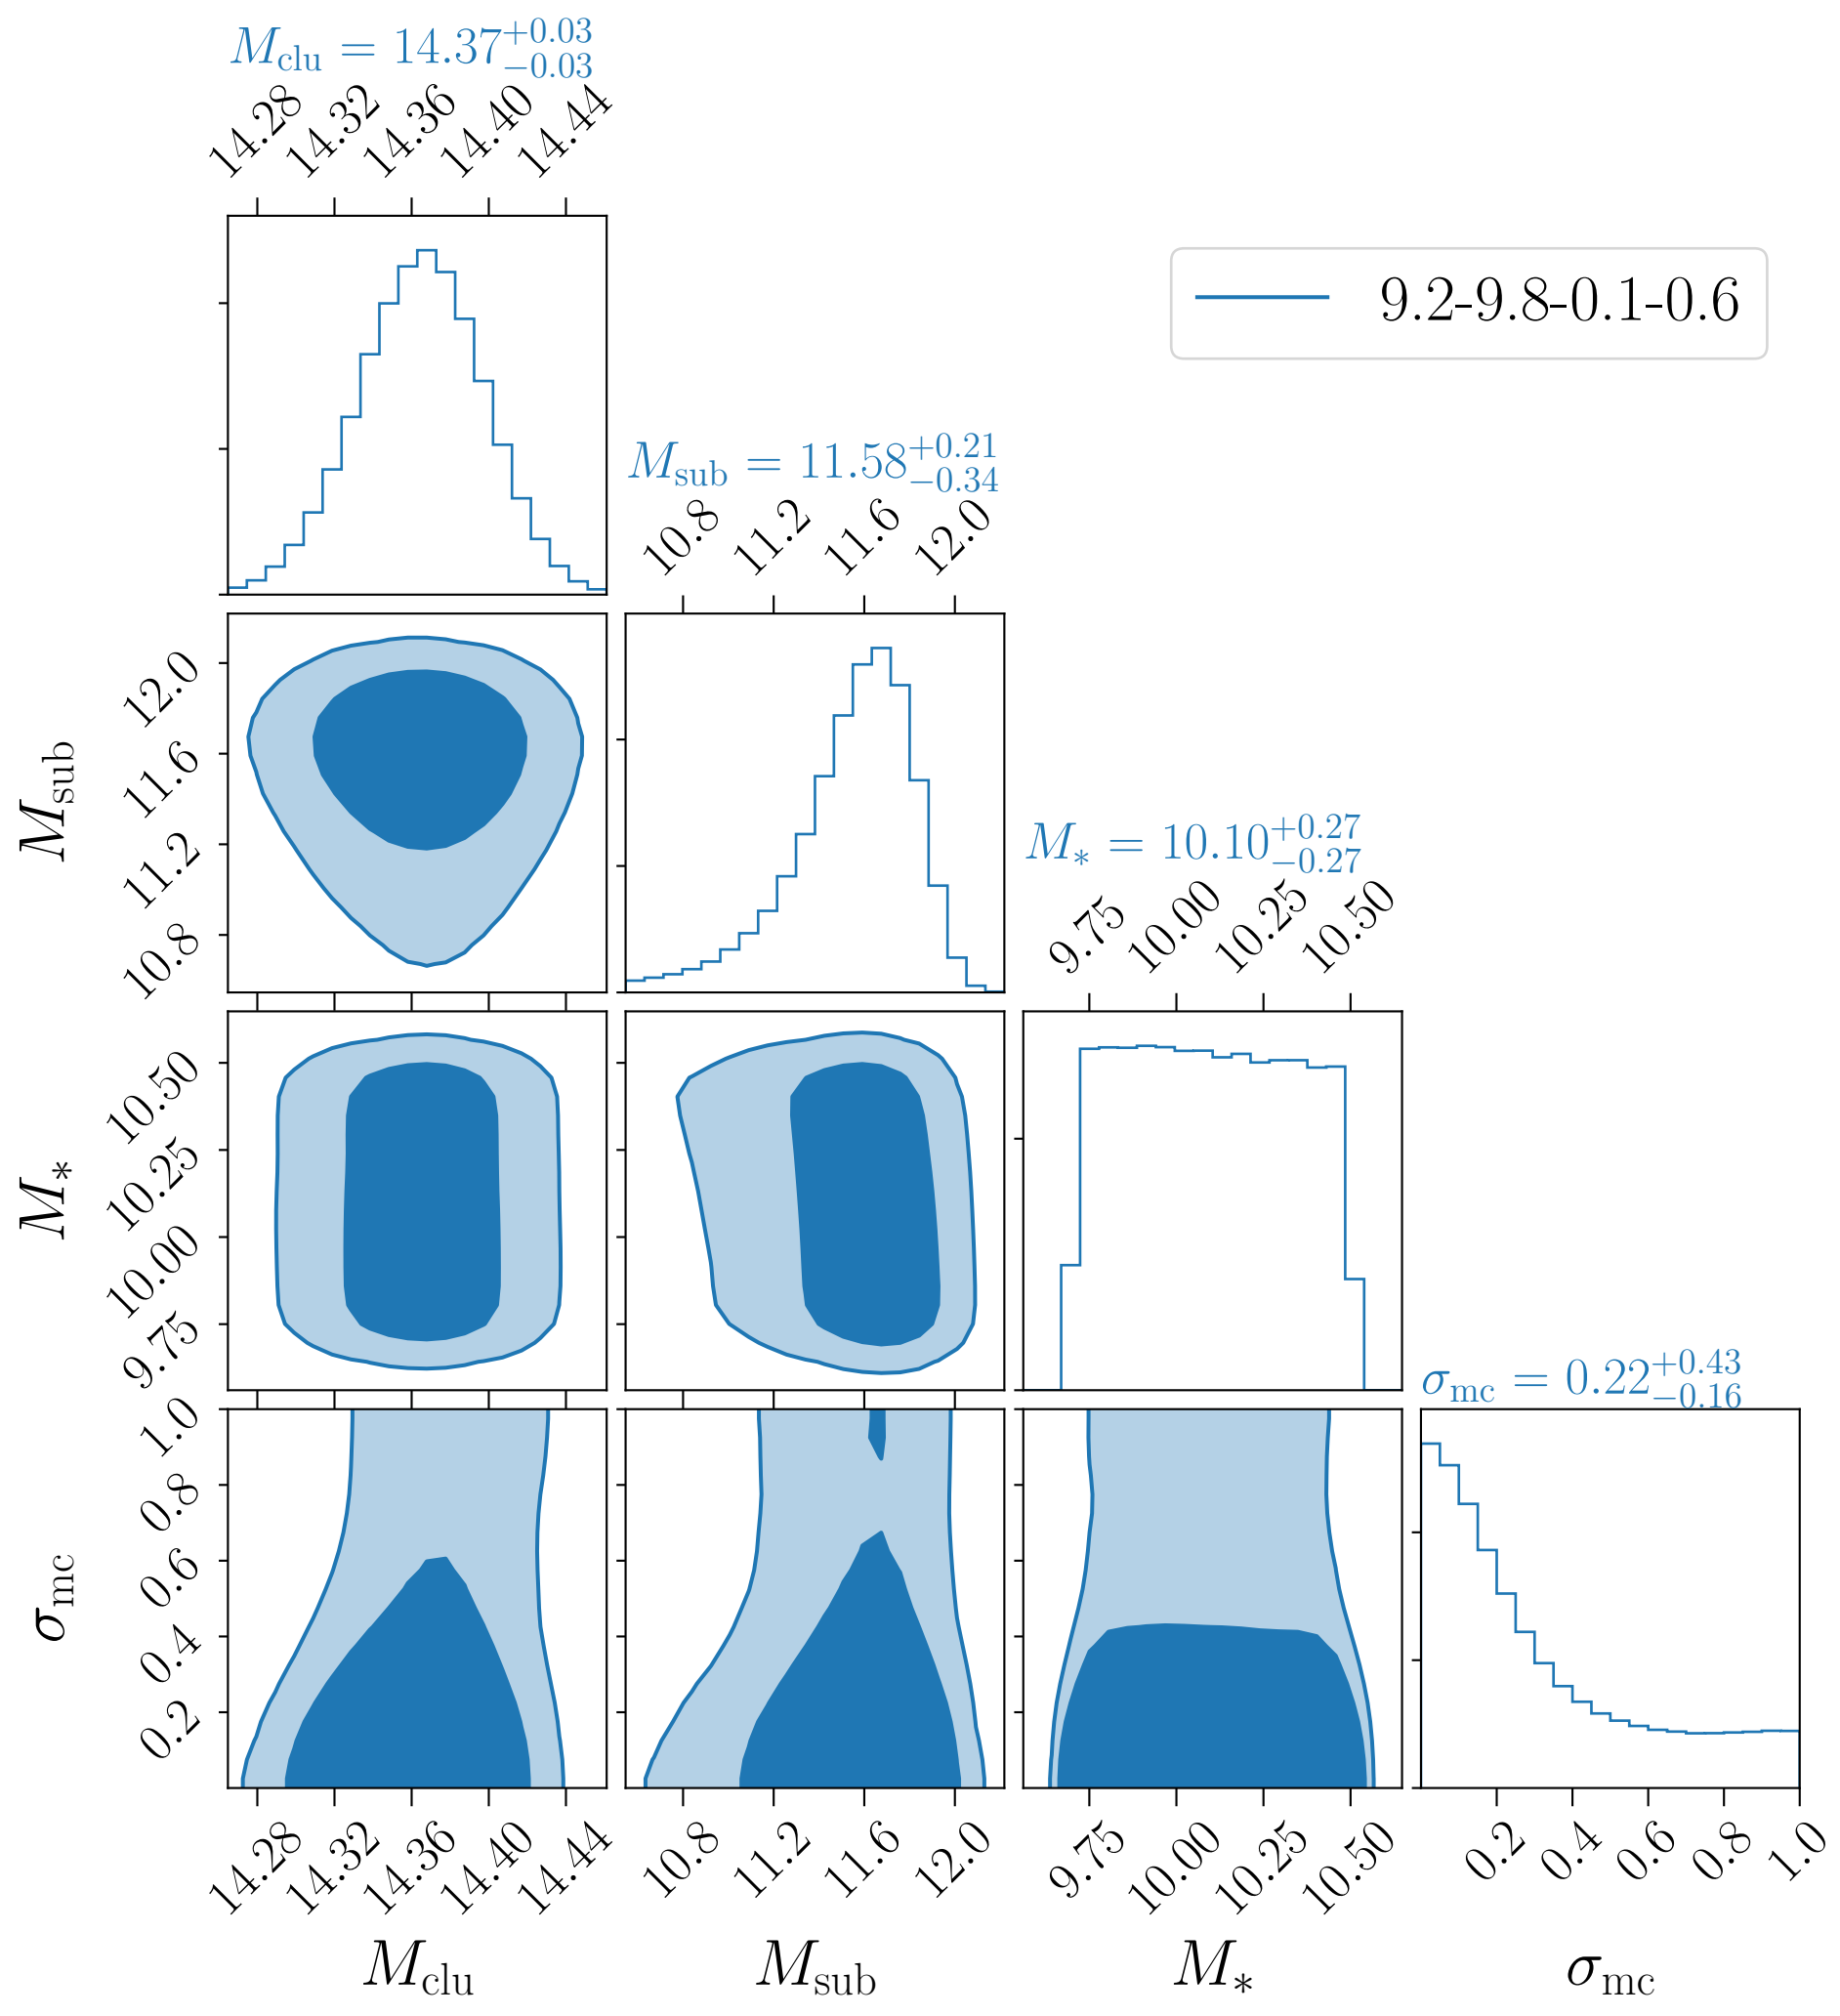 M_clu = 14.37^{+0.03}_{-0.03}
14.28 14.32 14.36 14.40 14.44
9.2-9.8-0.1-0.6
M_sub = 11.58^{+0.21}_{-0.34}
10.8 11.2 11.6 12.0
M_sub
12.0
11.6
11.2
10.8
M_* = 10.10^{+0.27}_{-0.27}
9.75 10.00 10.25 10.50
M_*
10.50
10.25
10.00
9.75
σ_mc = 0.22^{+0.43}_{-0.16}
σ_mc
1.0
0.8
0.6
0.4
0.2
14.28 14.32 14.36 14.40 14.44
10.8 11.2 11.6 12.0
9.75 10.00 10.25 10.50
0.2 0.4 0.6 0.8 1.0
M_clu
M_sub
M_*
σ_mc